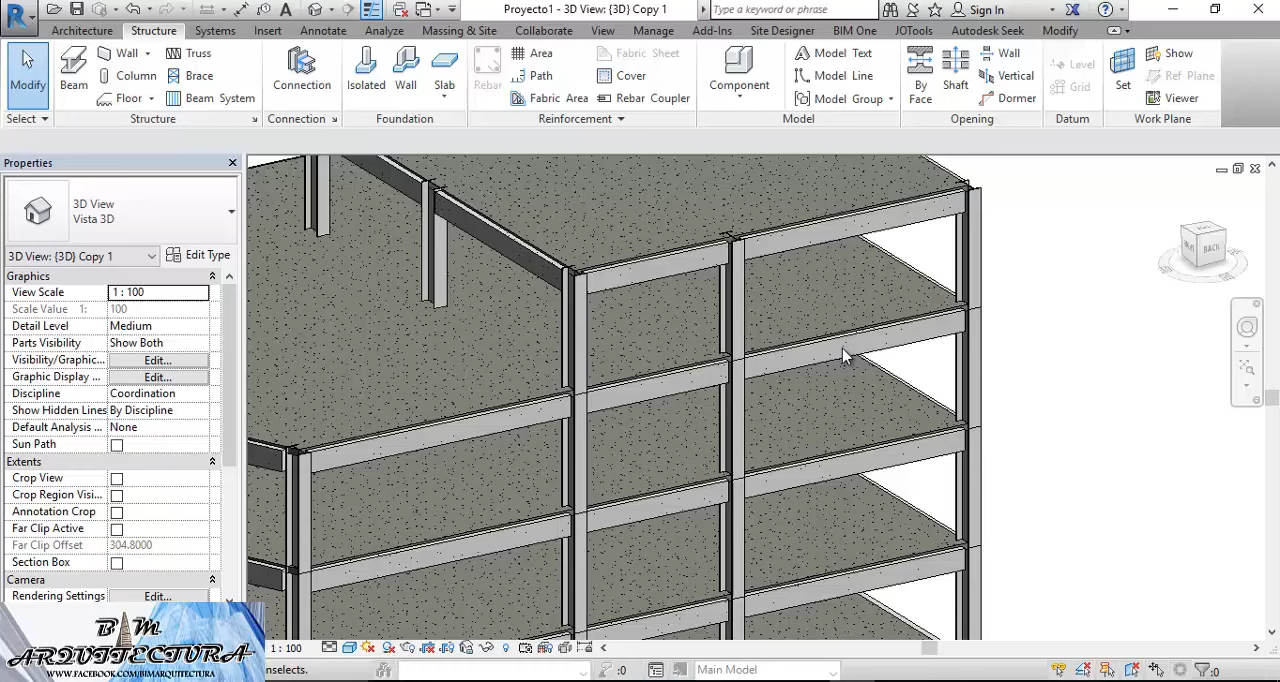 Proyecto1 - 3D View: {3D} Copy 1
Type a keyword or phrase
Sign In
Architecture Structure Systems Insert Annotate Analyze Massing & Site Collaborate View Manage Add-Ins Site Designer BIM One JOTools Autodesk Seek Modify
Modify
Beam
Wall
Column
Floor
Truss
Brace
Beam System
Connection
Isolated
Wall
Slab
Rebar
Area
Path
Fabric Area
Fabric Sheet
Cover
Rebar Coupler
Component
Model Text
Model Line
Model Group
By Face
Shaft
Wall
Vertical
Dormer
Level
Grid
Set
Show
Ref Plane
Viewer
Select Structure Connection Foundation Reinforcement Model Opening Datum Work Plane
Properties
3D View
Vista 3D
3D View: {3D} Copy 1 Edit Type
Graphics
View Scale 1 : 100
Scale Value 1: 100
Detail Level Medium
Parts Visibility Show Both
Visibility/Graphic... Edit...
Graphic Display ... Edit...
Discipline Coordination
Show Hidden Lines By Discipline
Default Analysis ... None
Sun Path
Extents
Crop View
Crop Region Visi...
Annotation Crop
Far Clip Active
Far Clip Offset 304.8000
Section Box
Camera
Rendering Settings Edit...
BACK
BIM
ARQUITECTURA
WWW.FACEBOOK.COM/BIMARQUITECTURA
1 : 100
nselects.
:0
Main Model
:0